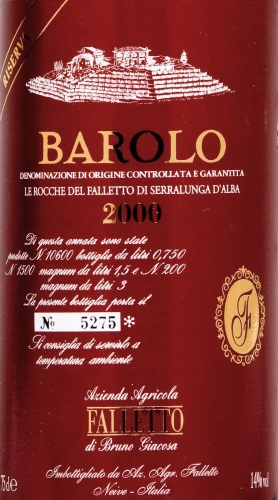 RISERVA
BAROLO
DENOMINAZIONE DI ORIGINE CONTROLLATA E GARANTITA
LE ROCCHE DEL FALLETTO DI SERRALUNGA D'ALBA
2000
Di questa annata sono state
prodotte N 10600 bottiglie da litri 0,750
N 1500 magnum da litri 1,5 e N 200
magnum da litri 3
La presente bottiglia porta il
№ 5275 *
Si consiglia di servirlo a
temperatura ambiente
F
Azienda Agricola
FALLETTO
di Bruno Giacosa
75cl e
14%vol
Imbottigliato da Az. Agr. Falletto
Neive - Italia